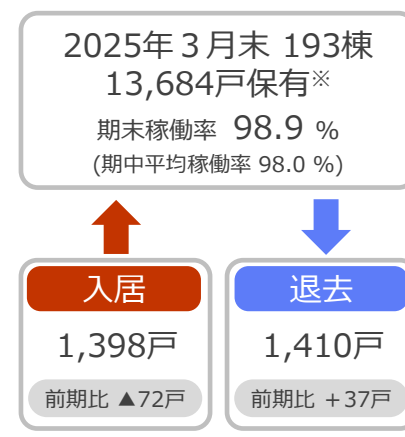 2025年３月末 193棟
13,684戸保有※
期末稼働率 98.9 %
(期中平均稼働率 98.0 %)
入居
1,398戸
前期比 ▲72戸
退去
1,410戸
前期比 ＋37戸